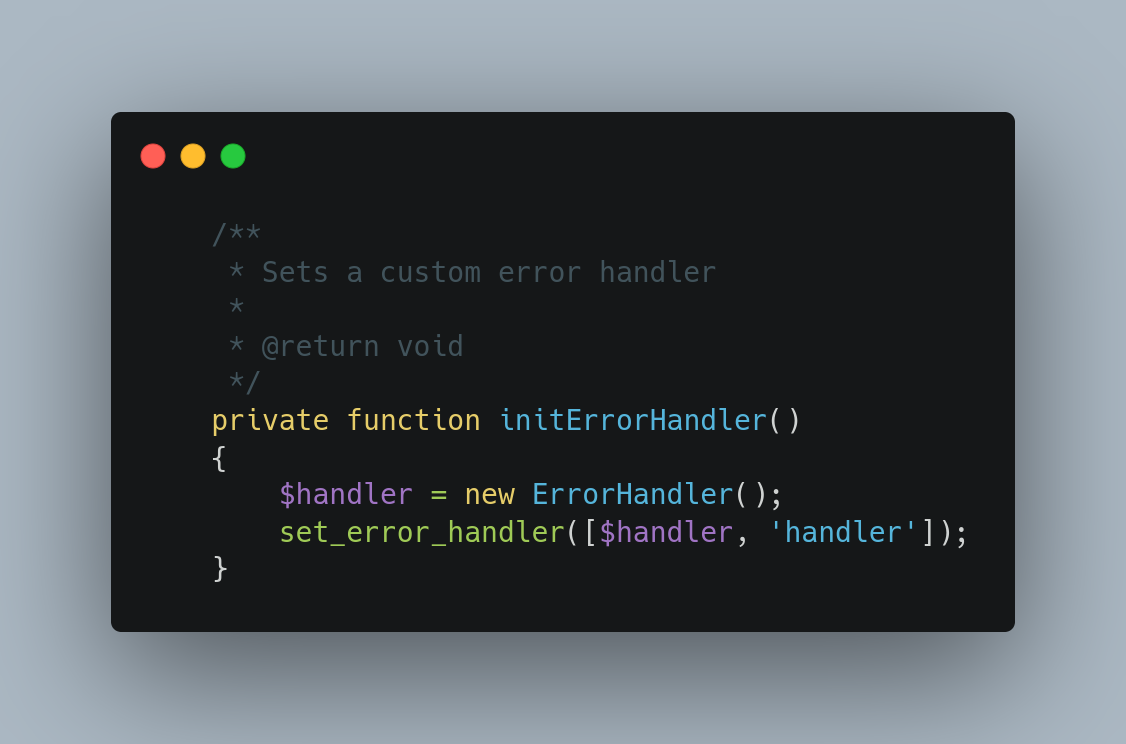 /**
 * Sets a custom error handler
 *
 * @return void
 */
private function initErrorHandler()
{
    $handler = new ErrorHandler();
    set_error_handler([$handler, 'handler']);
}